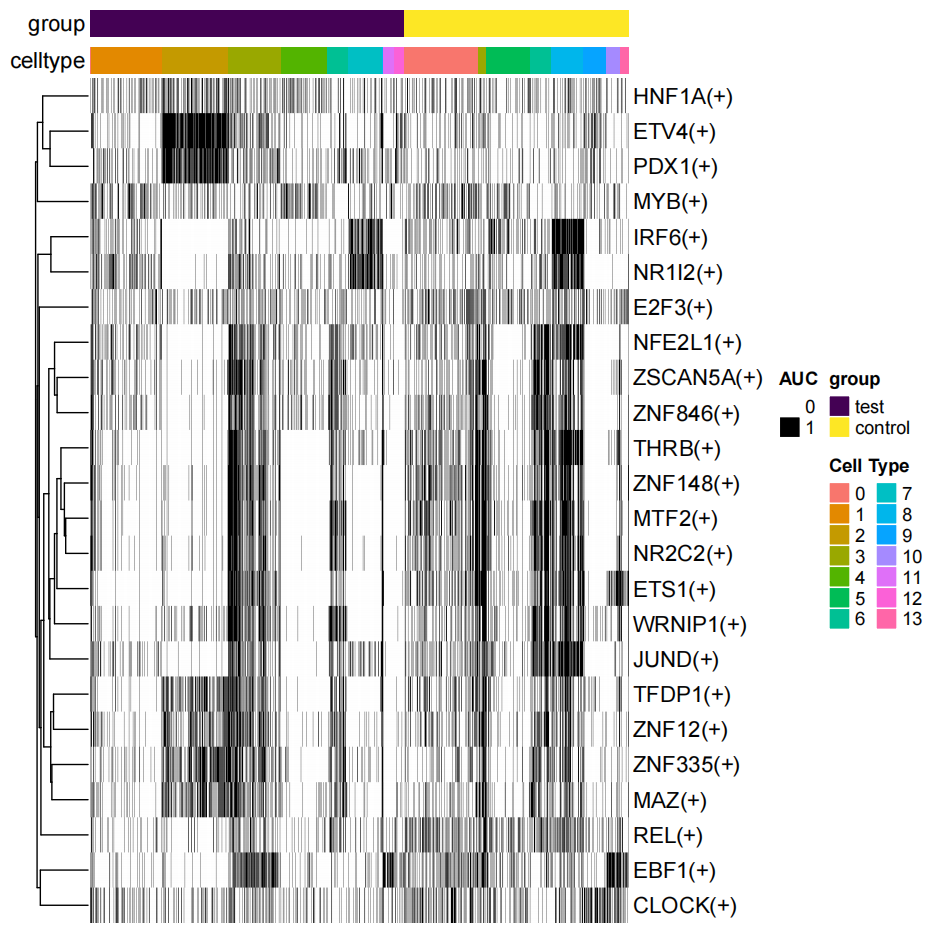 group
celltype
HNF1A(+)
ETV4(+)
PDX1(+)
MYB(+)
IRF6(+)
NR1I2(+)
E2F3(+)
NFE2L1(+)
ZSCAN5A(+)
ZNF846(+)
THRB(+)
ZNF148(+)
MTF2(+)
NR2C2(+)
ETS1(+)
WRNIP1(+)
JUND(+)
TFDP1(+)
ZNF12(+)
ZNF335(+)
MAZ(+)
REL(+)
EBF1(+)
CLOCK(+)
AUC group
0 test
1 control
Cell Type
0 7
1 8
2 9
3 10
4 11
5 12
6 13